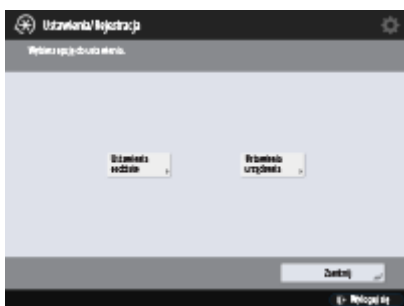 Ustawienia/Rejestracja
Wybierz opcję do ustawienia.
Ustawienia
osobiste
Ustawienia
urządzenia
Zamknij
Wyloguj się